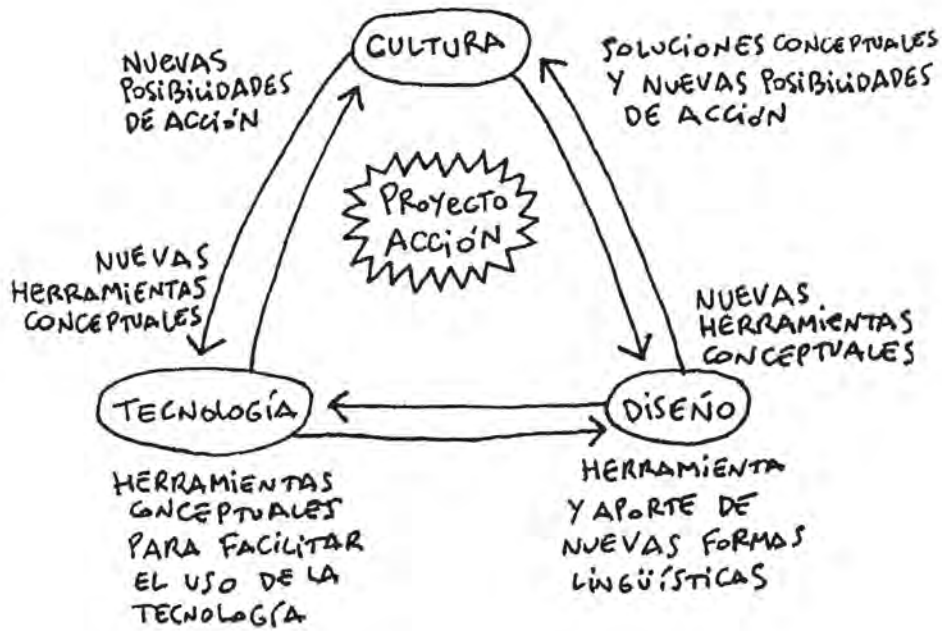 CULTURA
NUEVAS
POSIBILIDADES
DE ACCIÓN
SOLUCIONES CONCEPTUALES
Y NUEVAS POSIBILIDADES
DE ACCIÓN
PROYECTO
ACCIÓN
NUEVAS
HERRAMIENTAS
CONCEPTUALES
NUEVAS
HERRAMIENTAS
CONCEPTUALES
TECNOLOGÍA
DISEÑO
HERRAMIENTAS
CONCEPTUALES
PARA FACILITAR
EL USO DE LA
TECNOLOGÍA
HERRAMIENTA
Y APORTE DE
NUEVAS FORMAS
LINGÜÍSTICAS